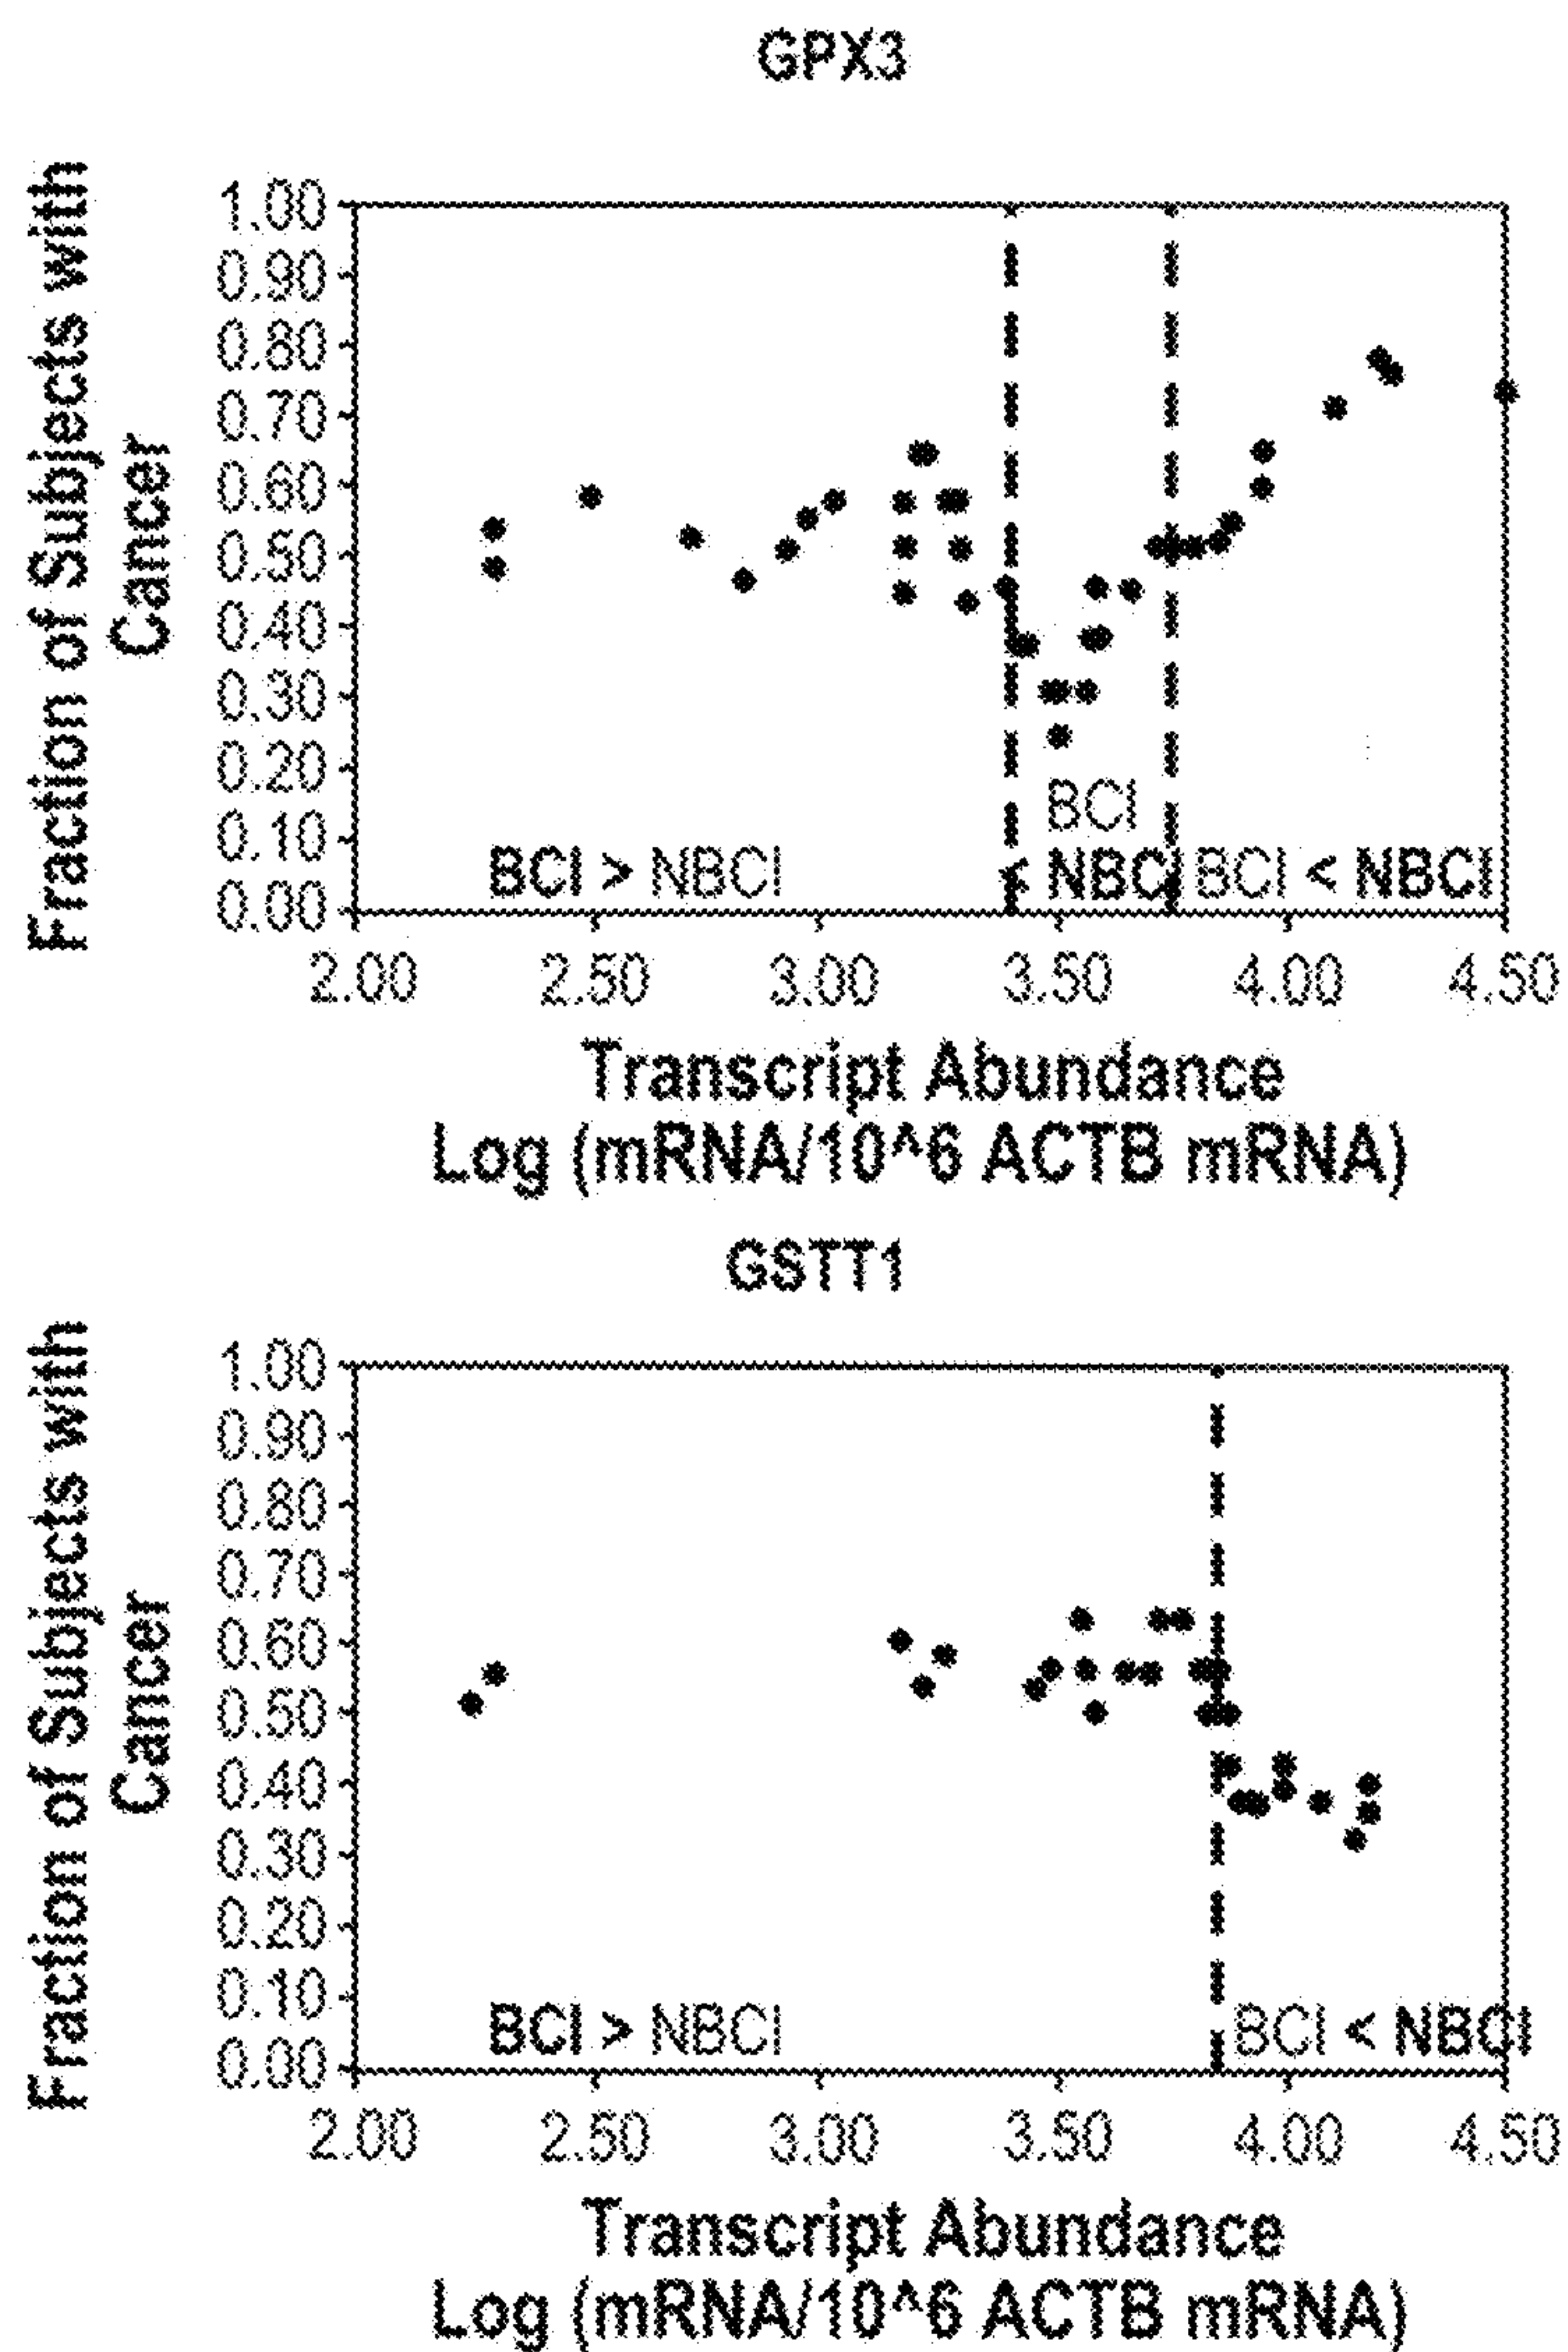 GPX3
Fraction of Subjects with
Cancer
1.00
0.90
0.80
0.70
0.60
0.50
0.40
0.30
0.20
0.10
0.00
BCI
BCI > NBCI
< NBCI
BCI < NBCI
2.00 2.50 3.00 3.50 4.00 4.50
Transcript Abundance
Log (mRNA/10^6 ACTB mRNA)
GSTT1
Fraction of Subjects with
Cancer
1.00
0.90
0.80
0.70
0.60
0.50
0.40
0.30
0.20
0.10
0.00
BCI > NBCI
BCI < NBCI
2.00 2.50 3.00 3.50 4.00 4.50
Transcript Abundance
Log (mRNA/10^6 ACTB mRNA)